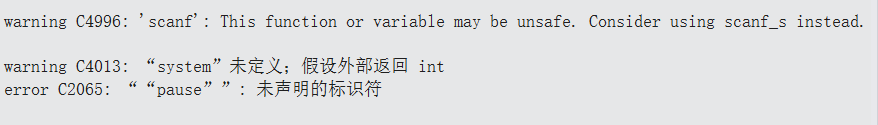 warning C4996: 'scanf': This function or variable may be unsafe. Consider using scanf_s instead.
warning C4013: “system”未定义；假设外部返回 int
error C2065: ““pause””: 未声明的标识符